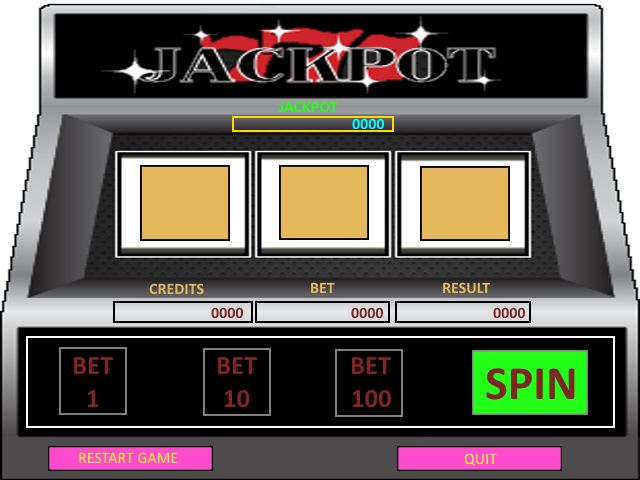 JACKPOT
JACKPOT
0000
CREDITS BET RESULT
0000 0000 0000
BET 1
BET 10
BET 100
SPIN
RESTART GAME QUIT